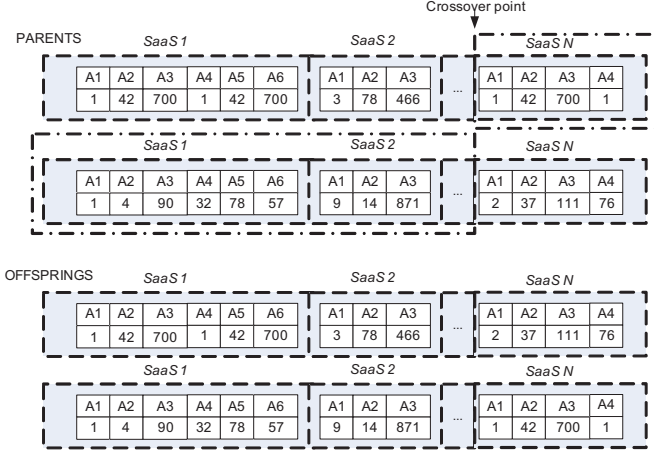 Crossover point
PARENTS SaaS 1 SaaS 2 SaaS N
A1 A2 A3 A4 A5 A6 A1 A2 A3 ... A1 A2 A3 A4
1 42 700 1 42 700 3 78 466 1 42 700 1
SaaS 1 SaaS 2 SaaS N
A1 A2 A3 A4 A5 A6 A1 A2 A3 ... A1 A2 A3 A4
1 4 90 32 78 57 9 14 871 2 37 111 76
OFFSPRINGS SaaS 1 SaaS 2 SaaS N
A1 A2 A3 A4 A5 A6 A1 A2 A3 ... A1 A2 A3 A4
1 42 700 1 42 700 3 78 466 2 37 111 76
SaaS 1 SaaS 2 SaaS N
A1 A2 A3 A4 A5 A6 A1 A2 A3 ... A1 A2 A3 A4
1 4 90 32 78 57 9 14 871 1 42 700 1